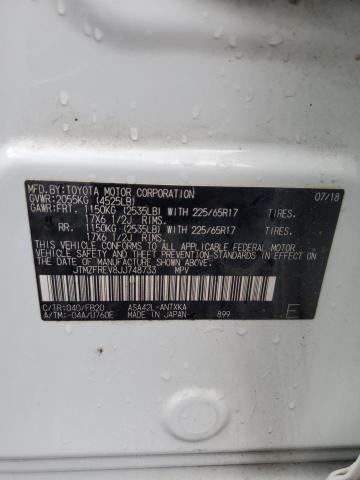 MFD.BY:TOYOTA MOTOR CORPORATION 07/18
GVWR:2055KG (4525LB)
GAWR:FRT. 1150KG (2535LB) WITH 225/65R17
17X6 1/2J RIMS.
RR. 1150KG (2535LB) WITH 225/65R17
17X6 1/2J RIMS.
THIS VEHICLE CONFORMS TO ALL APPLICABLE FEDERAL MOTOR VEHICLE
SAFETY, BUMPER, AND THEFT PREVENTION STANDARDS IN EFFECT ON THE DATE
OF MANUFACTURE SHOWN ABOVE.
JTMZFREV8JJ748733 MPV
C/TR:040/FB20 ASA42L-ANTXKA
A/TM:-04A/U760E MADE IN JAPAN 899 E